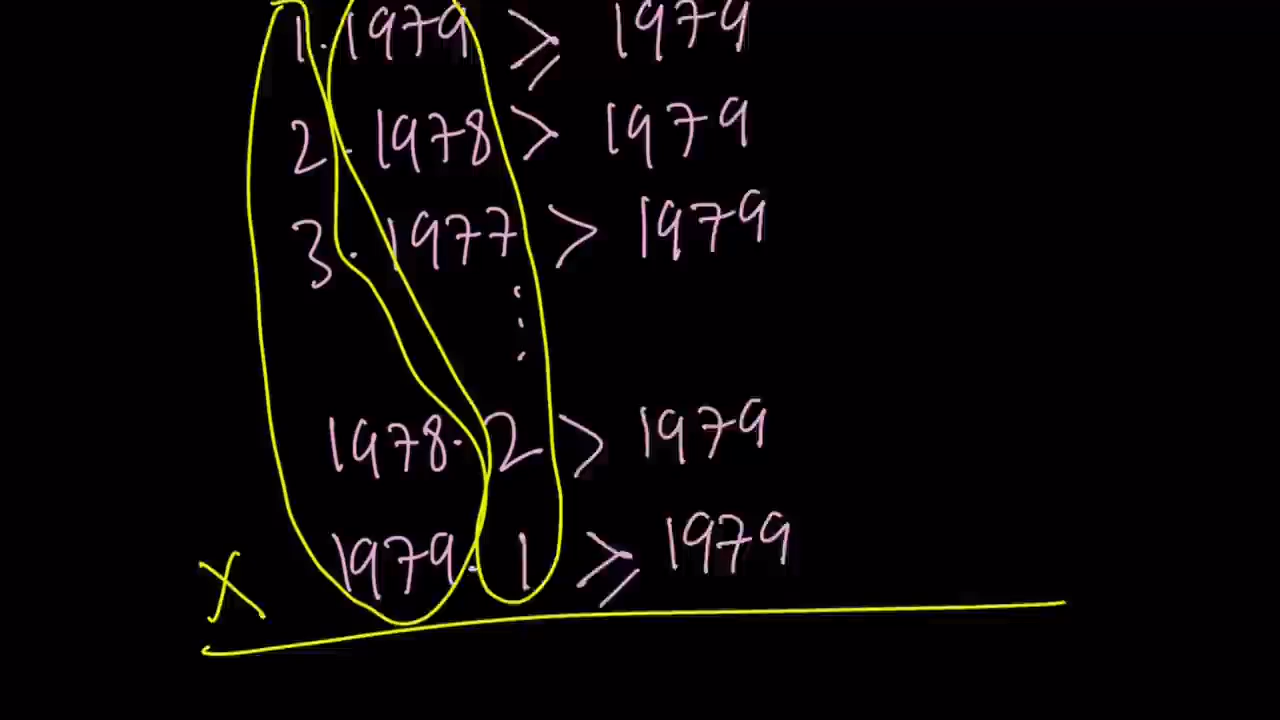 1 · 1979 ≥ 1979
2 · 1978 > 1979
3 · 1977 > 1979
⋮
1978 · 2 > 1979
1979 · 1 ≥ 1979
X